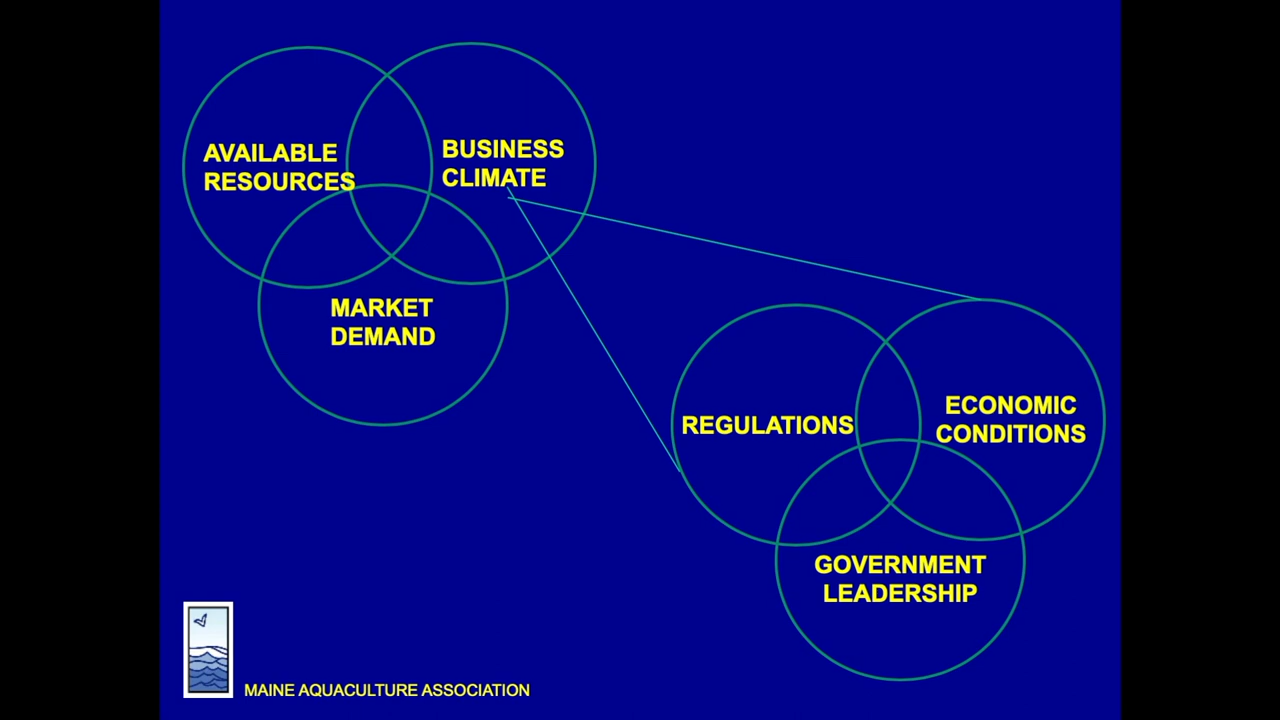 AVAILABLE
RESOURCES
BUSINESS
CLIMATE
MARKET
DEMAND
REGULATIONS
ECONOMIC
CONDITIONS
GOVERNMENT
LEADERSHIP
MAINE AQUACULTURE ASSOCIATION